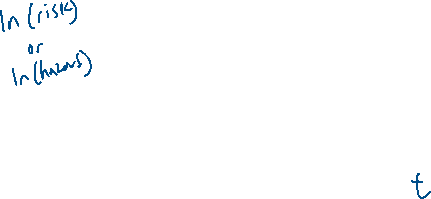 ln (risk)
or
ln (hazard)
t